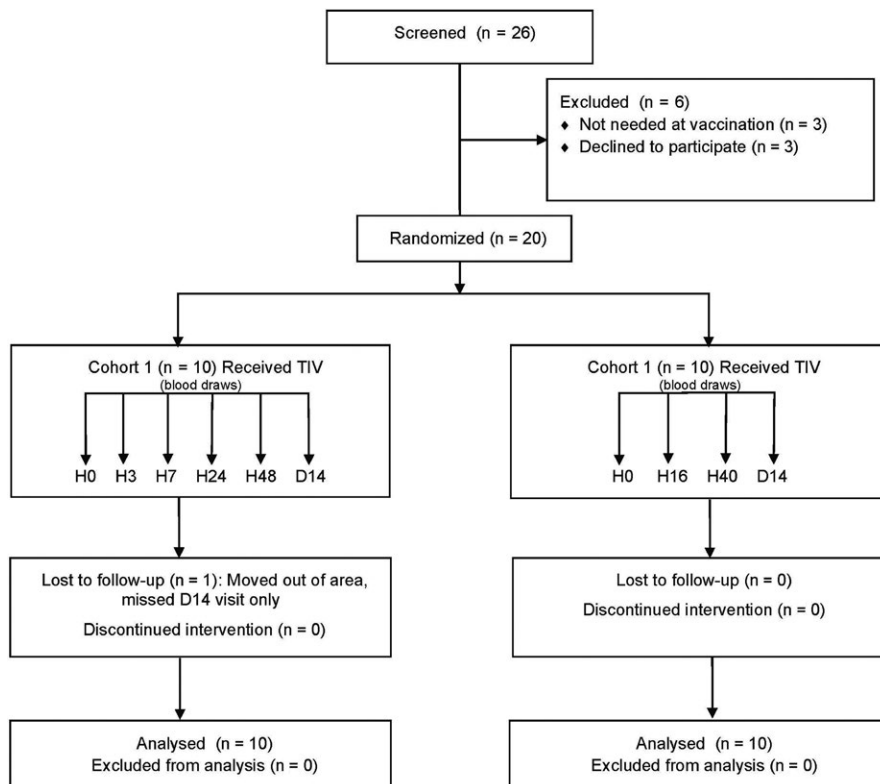 Screened (n = 26)
Excluded (n = 6)
♦ Not needed at vaccination (n = 3)
♦ Declined to participate (n = 3)
Randomized (n = 20)
Cohort 1 (n = 10) Received TIV
(blood draws)
H0 H3 H7 H24 H48 D14
Cohort 1 (n = 10) Received TIV
(blood draws)
H0 H16 H40 D14
Lost to follow-up (n = 1): Moved out of area,
missed D14 visit only
Discontinued intervention (n = 0)
Lost to follow-up (n = 0)
Discontinued intervention (n = 0)
Analysed (n = 10)
Excluded from analysis (n = 0)
Analysed (n = 10)
Excluded from analysis (n = 0)